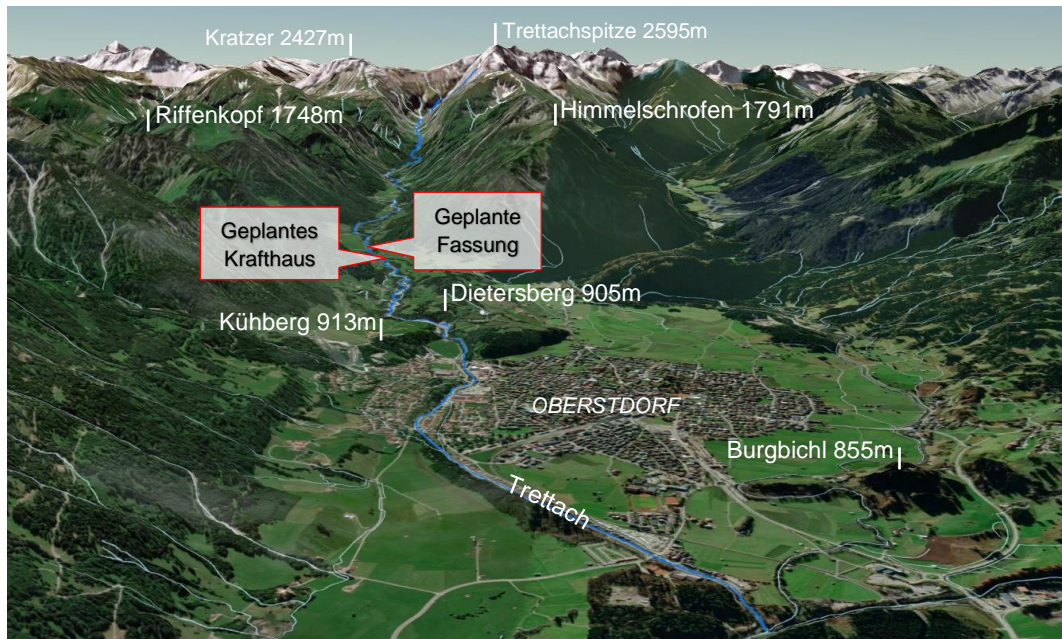 Kratzer 2427m
Trettachspitze 2595m
Riffenkopf 1748m
Himmelschrofen 1791m
Geplantes
Krafthaus
Geplante
Fassung
Dietersberg 905m
Kühberg 913m
OBERSTDORF
Burgbichl 855m
Trettach